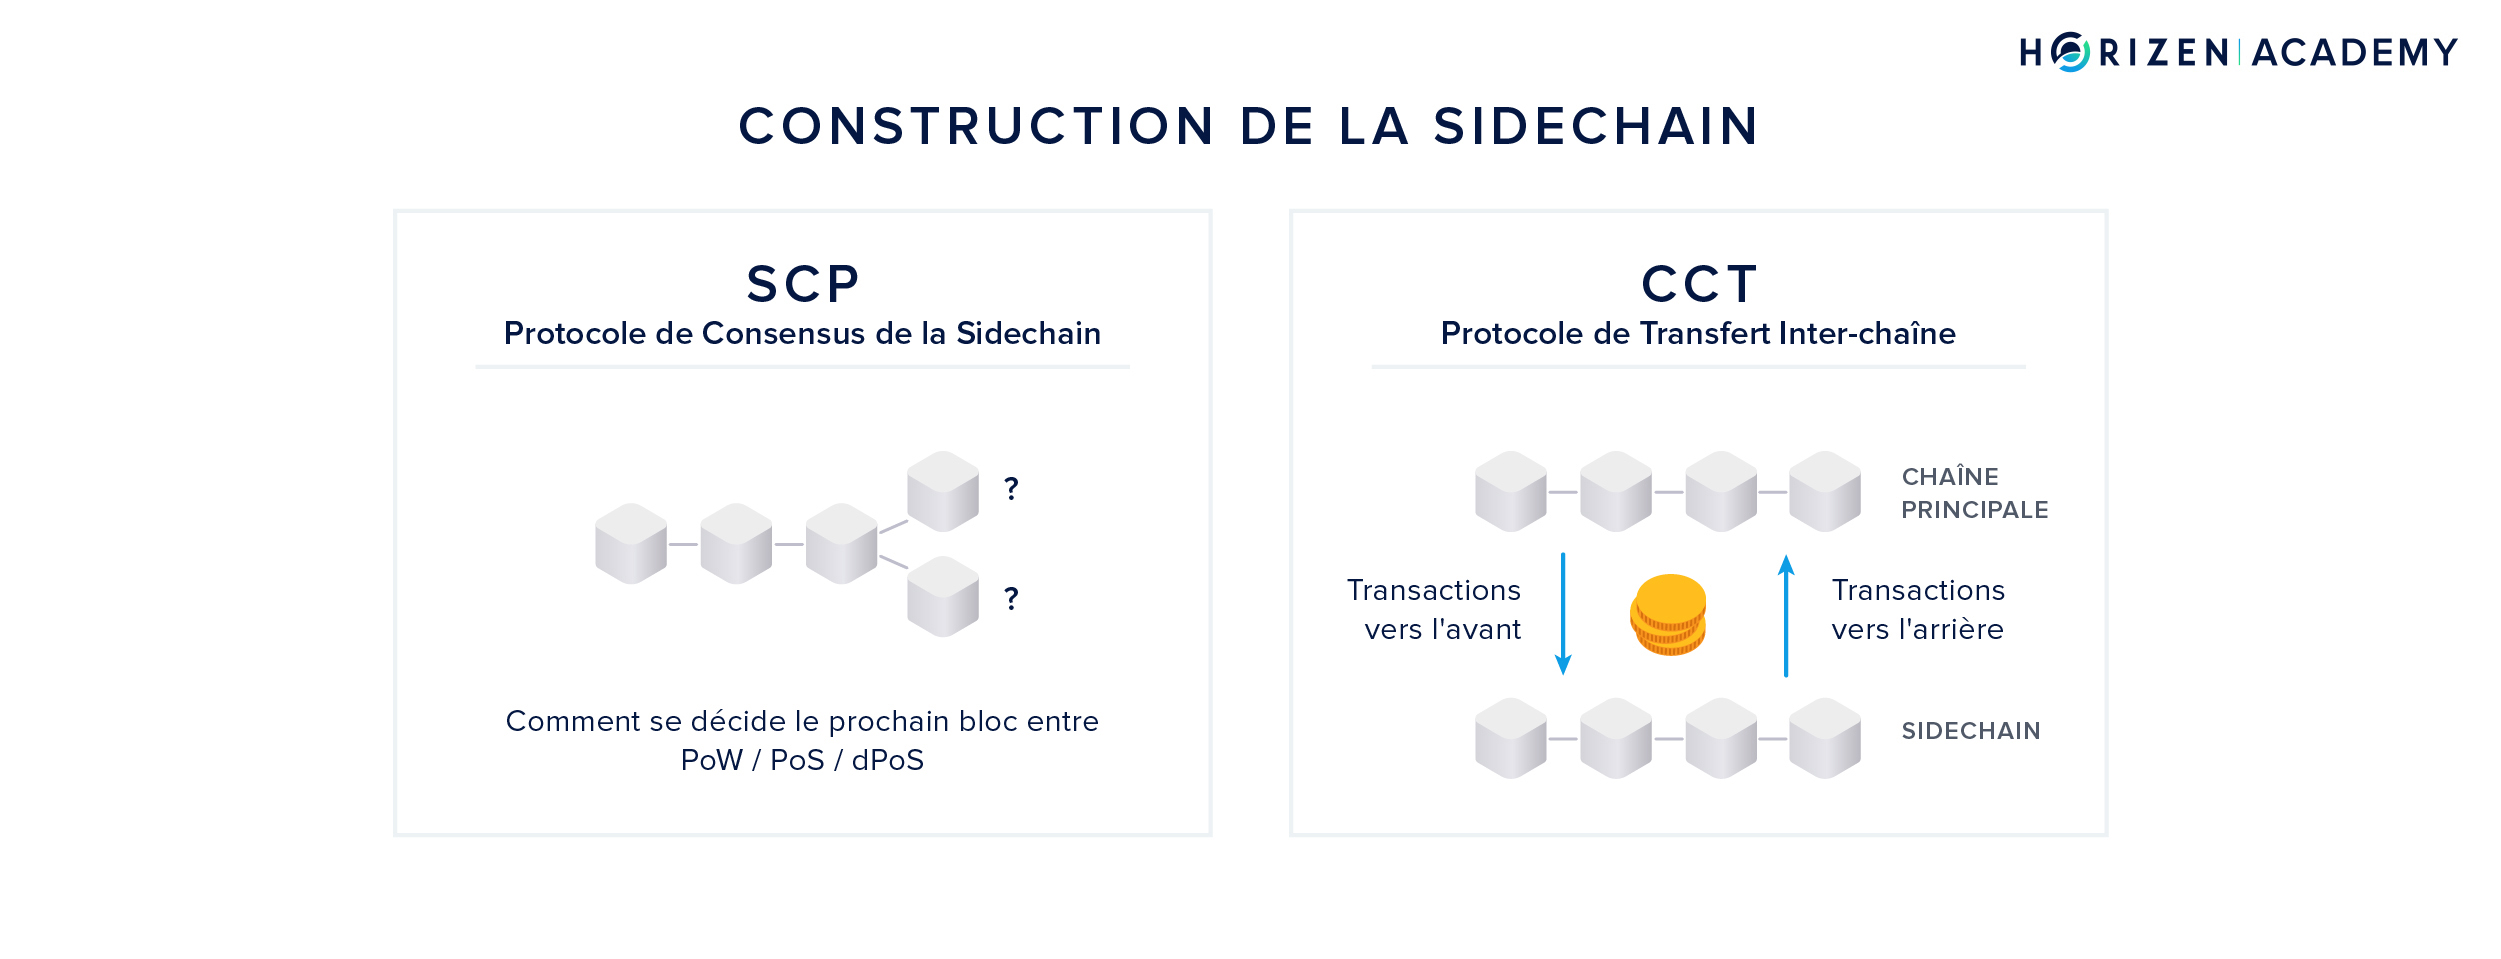 HORIZEN | ACADEMY
CONSTRUCTION DE LA SIDECHAIN
SCP
Protocole de Consensus de la Sidechain
?
?
Comment se décide le prochain bloc entre
PoW / PoS / dPoS
CCT
Protocole de Transfert Inter-chaîne
CHAÎNE
PRINCIPALE
Transactions
vers l'avant
Transactions
vers l'arrière
SIDECHAIN